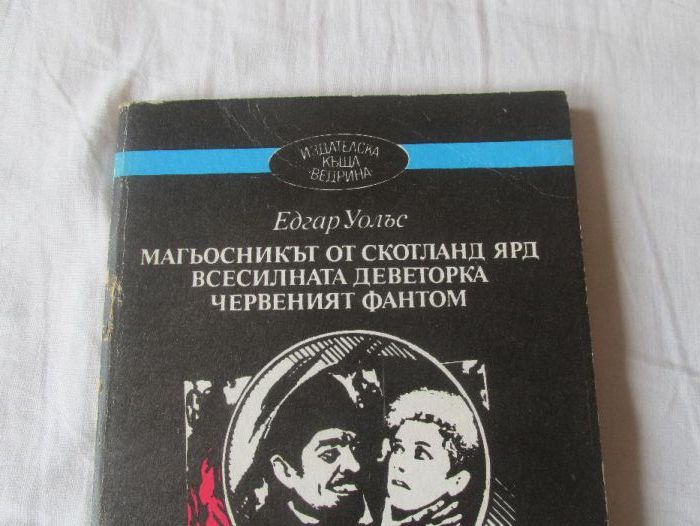 ИЗДАТЕЛСКА
КЪЩА
·ВЕДРИНА·
Едгар Уолъс
МАГЬОСНИКЪТ ОТ СКОТЛАНД ЯРД
ВСЕСИЛНАТА ДЕВЕТОРКА
ЧЕРВЕНИЯТ ФАНТОМ